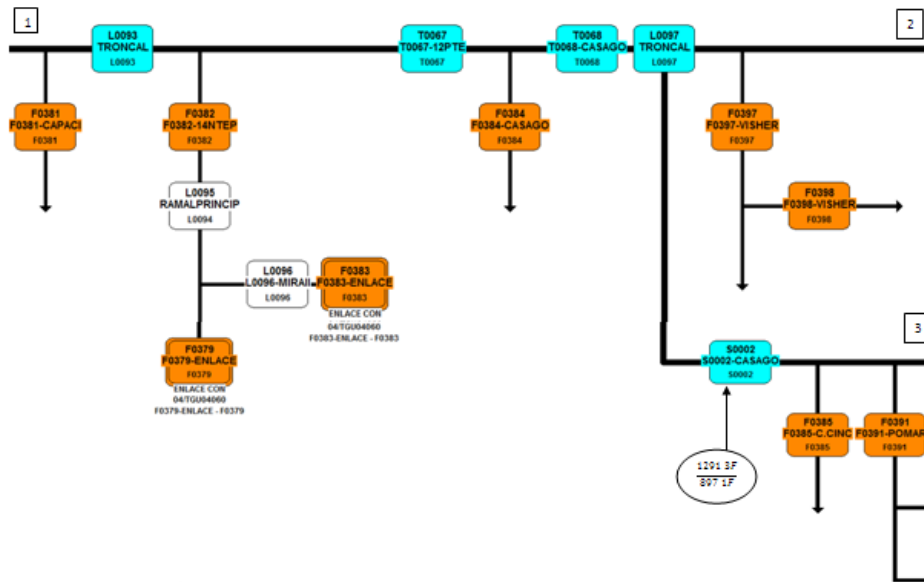 1
2
L0093
TRONCAL
L0093
T0067
T0067-12PTE
T0067
T0068
T0068-CASAGO
T0068
L0097
TRONCAL
L0097
F0381
F0381-CAPACI
F0381
F0382
F0382-14NTEP
F0382
F0384
F0384-CASAGO
F0384
F0397
F0397-VISHER
F0397
L0095
RAMALPRINCIP
L0094
F0398
F0398-VISHER
F0398
L0096
L0096-MIRAII
L0096
F0383
F0383-ENLACE
F0383
ENLACE CON
04/TGU04060
F0383-ENLACE - F0383
3
F0379
F0379-ENLACE
F0379
ENLACE CON
04/TGU04060
F0379-ENLACE - F0379
S0002
S0002-CASAGO
S0002
F0385
F0385-C.CINC
F0385
F0391
F0391-POMAR
F0391
1291 3F
897 1F